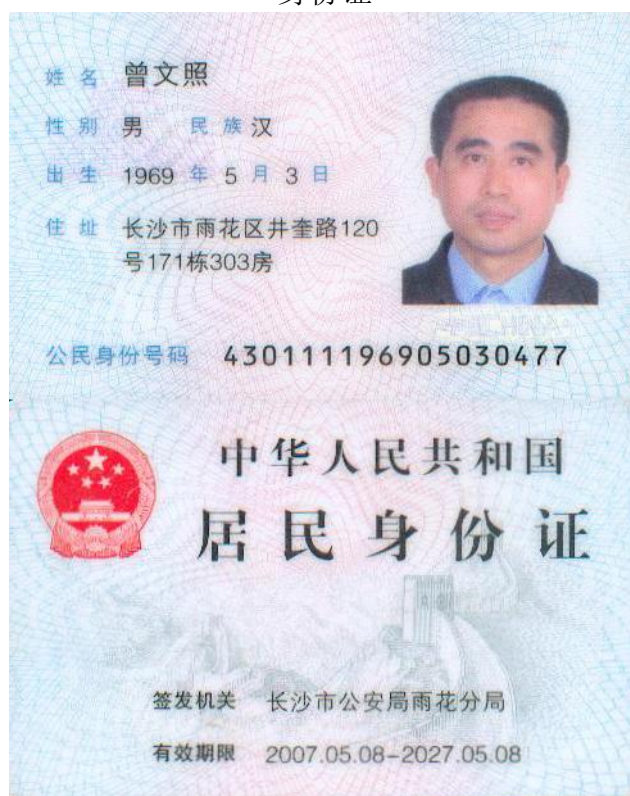 身份证
姓名 曾文照
性别 男 民族 汉
出生 1969 年 5 月 3 日
住址 长沙市雨花区井奎路120
号171栋303房
公民身份号码 430111196905030477
中华人民共和国
居民身份证
签发机关 长沙市公安局雨花分局
有效期限 2007.05.08-2027.05.08